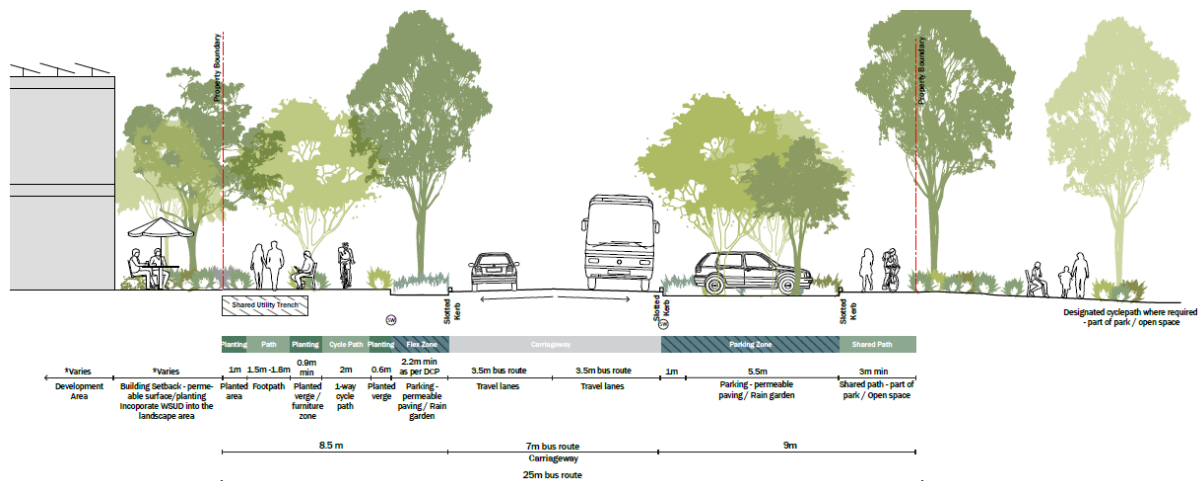 Property Boundary
Property Boundary
Shared Utility Trench
SW
Slotted
Kerb
Slotted
Kerb
SW
Slotted
Kerb
Designated cyclepath where required
- part of park / open space
Planting
Path
Planting
Cycle Path
Planting
Flex Zone
Carriageway
Parking Zone
Shared Path
*Varies
*Varies
1m
1.5m -1.8m
0.9m
min
2m
0.6m
2.2m min
as per DCP
3.5m bus route
3.5m bus route
1m
5.5m
3m min
Development
Area
Building Setback - perme-
able surface/planting
Incoporate WSUD into the
landscape area
Planted
area
Footpath
Planted
verge /
furniture
zone
1-way
cycle
path
Planted
verge
Parking -
permeable
paving / Rain
garden
Travel lanes
Travel lanes
Parking - permeable
paving / Rain garden
Shared path - part of
park / Open space
8.5 m
7m bus route
9m
Carriageway
25m bus route